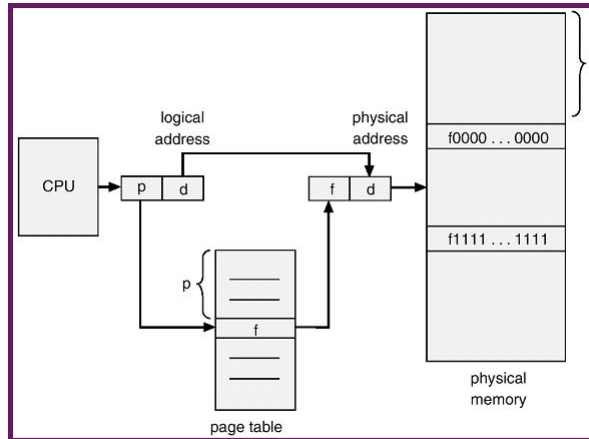 logical
address
physical
address
CPU
p d
f d
f0000 . . . 0000
f1111 . . . 1111
p
f
page table
physical
memory